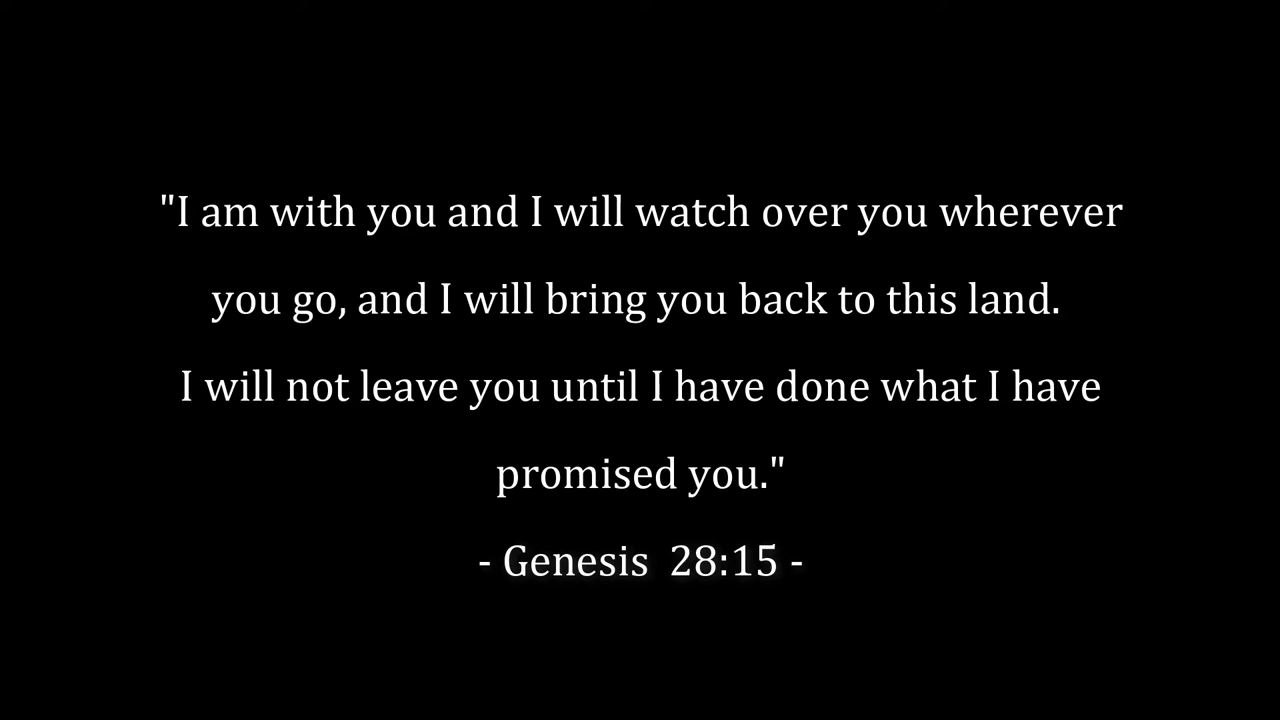 "I am with you and I will watch over you wherever
you go, and I will bring you back to this land.
I will not leave you until I have done what I have
promised you."
- Genesis  28:15 -